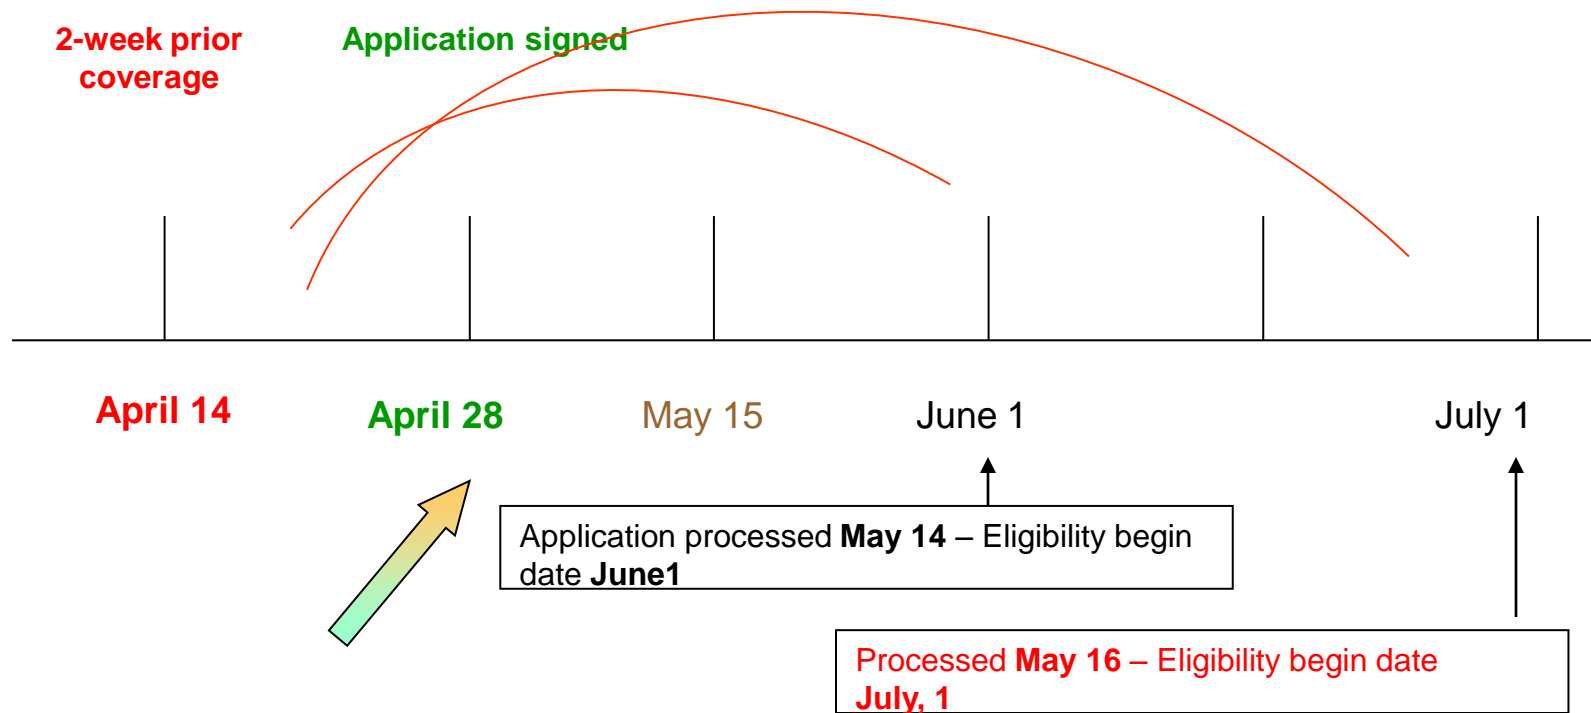 2-week prior
coverage
Application signed
April 14
April 28
May 15
June 1
July 1
Application processed May 14 – Eligibility begin
date June1
Processed May 16 – Eligibility begin date
July, 1